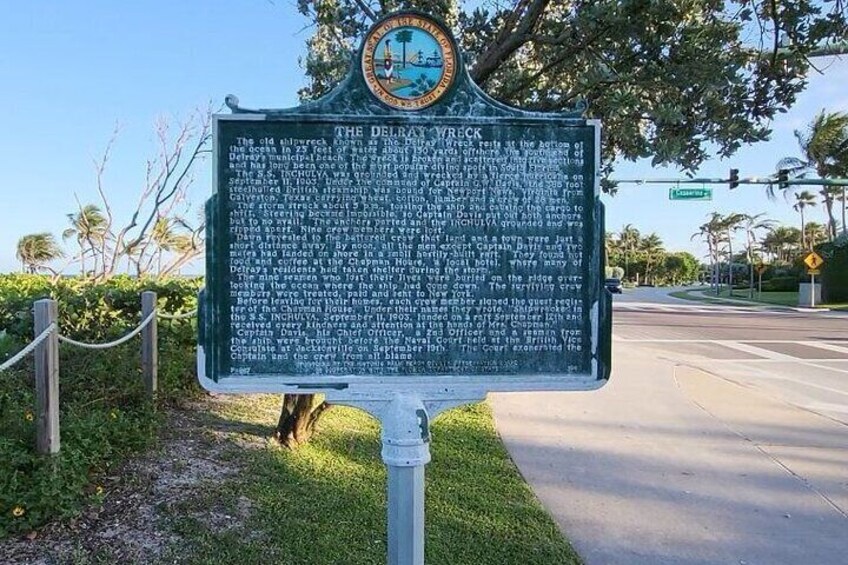 GREAT SEAL OF THE STATE OF FLORIDA
IN GOD WE TRUST
THE DELRAY WRECK
The old shipwreck known as the Delray Wreck rests at the bottom of
the ocean in 25 feet of water about 150 yards offshore the south end of
Delray's municipal beach. The wreck is broken and scattered into sections
and has long been one of the most popular diving spots in South
The S.S. INCHULVA was grounded and wrecked by a hurricane on
September 11, 1903. Under the command of Captain G.W. Davis, the 386 foot
steel-hulled British steamship was bound for Newport News, Virginia from
Galveston, Texas carrying wheat, cotton, lumber and a crew of 28 men.
The storm struck about 5 p.m., tossing the ship and causing the cargo to
shift. Steering became impossible, so Captain Davis put out both anchors
but to no avail. The anchors parted and the INCHULVA grounded and was
ripped apart. Nine crew members were lost.
Dawn revealed to the battered crew that land and a town were just a
short distance away. By noon, all the men except Captain Davis and two
mates had landed on shore in a small hastily-built raft. They found hot
food and coffee at the Chapman House, a local hotel where many of
Delray's residents had taken shelter during the storm.
The nine seamen who lost their lives were buried on the ridge over-
looking the ocean where the ship had gone down. The surviving crew
members were treated, paid and sent to New York.
Before leaving for their homes, each crew member signed the guest regis-
ter of the Chapman House. Under their names they wrote, "Shipwrecked in
the S.S. INCHULVA, September 11, 1903, landed on a raft September 12th and
received every kindness and attention at the hands of Mrs. Chapman."
Captain Davis, his Chief Officer, a 2nd Officer and a seaman from
the ship were brought before the Naval Court held at the British Vice
Consulate at Jacksonville on September 1903. The Court exonerated the
Captain and the crew from all blame.
Casuarina